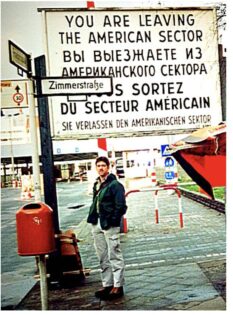 YOU ARE LEAVING
THE AMERICAN SECTOR
ВЫ ВЫЕЗЖАЕТЕ ИЗ
АМЕРИКАНСКОГО СЕКТОРА
Zimmerstraße
S SORTEZ
DU SECTEUR AMÉRICAIN
SIE VERLASSEN DEN AMERIKANISCHEN SEKTOR